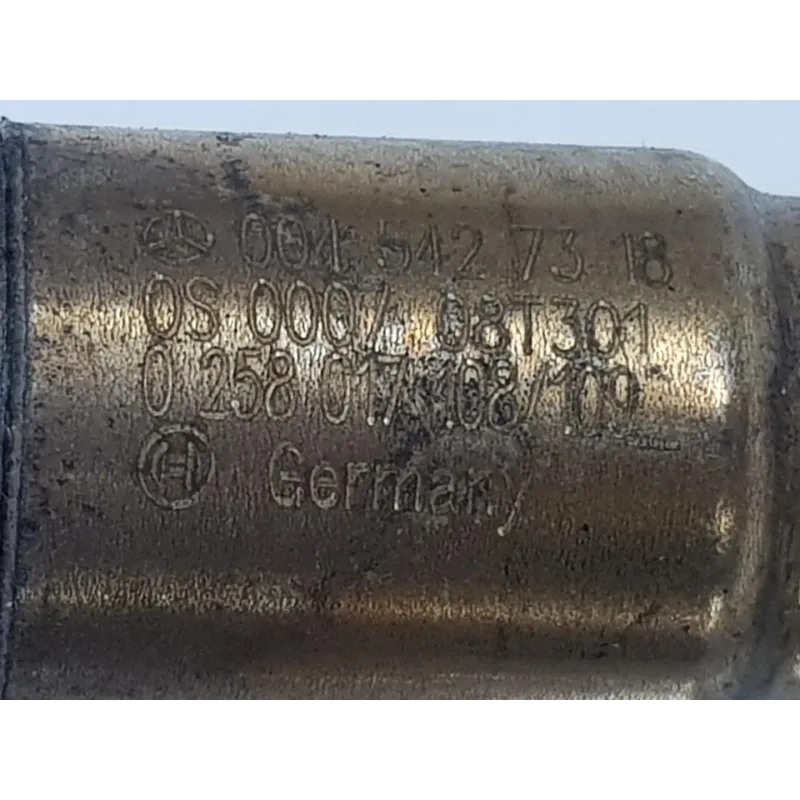 004 542 73 18
0S 0007 08T301
0 258 017 108/109
Germany